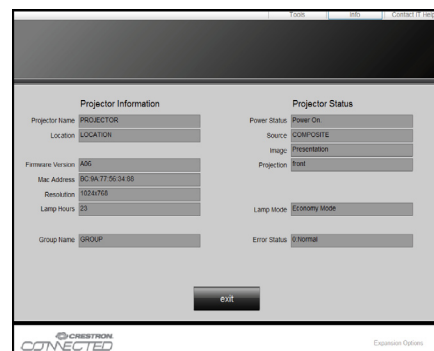 Tools Info Contact IT Help
Projector Information
Projector Name PROJECTOR
Location LOCATION
Firmware Version A06
Mac Address BC:9A:77:56:34:88
Resolution 1024x768
Lamp Hours 23
Group Name GROUP
Projector Status
Power Status Power On.
Source COMPOSITE
Image Presentation
Projection front
Lamp Mode Economy Mode
Error Status 0:Normal
exit
CRESTRON
CONNECTED
Expansion Options